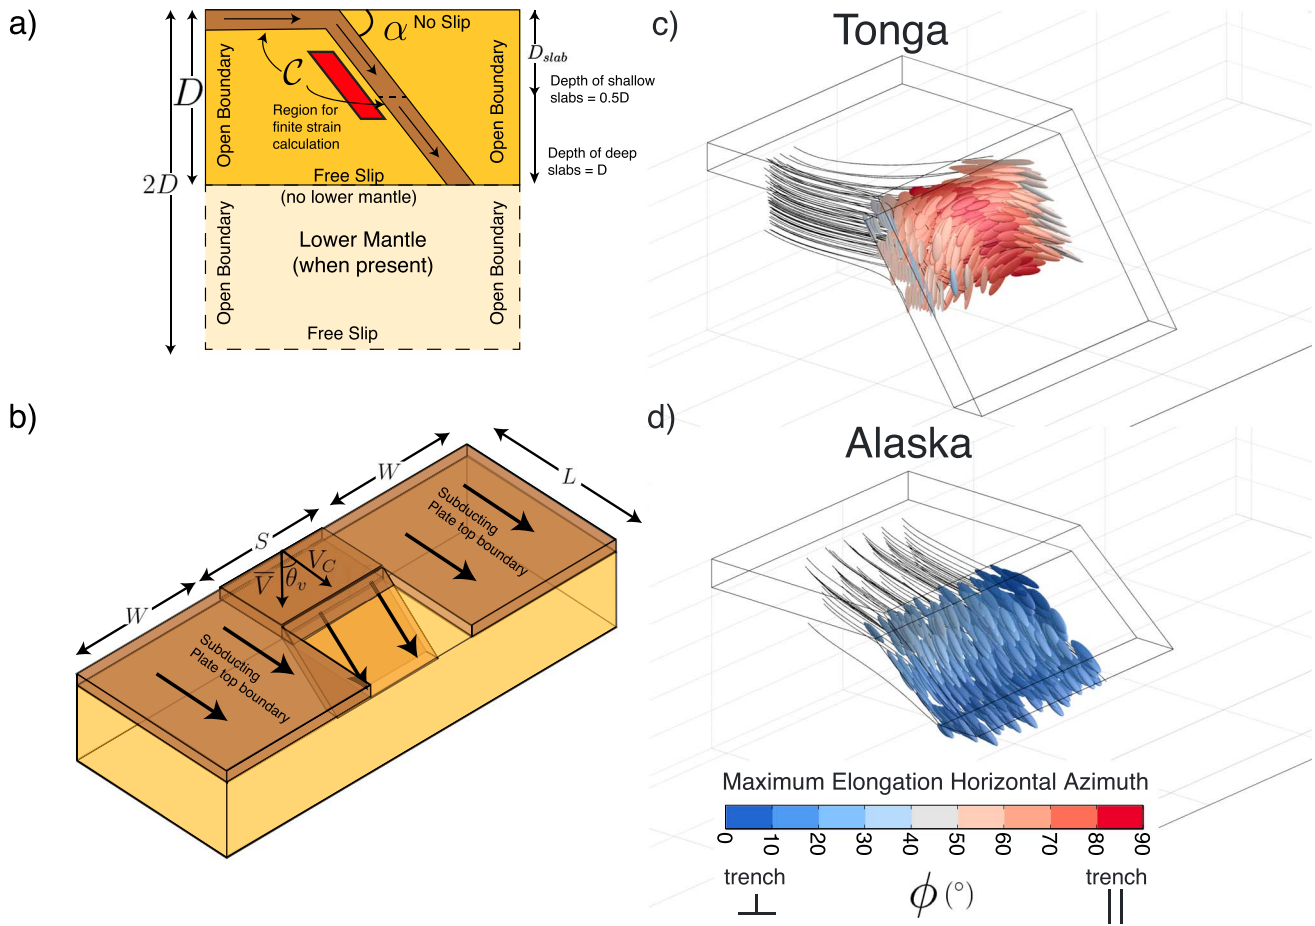 a)
No Slip
α
D_slab
Depth of shallow
slabs = 0.5D
Open Boundary
D
C
Region for
finite strain
calculation
Open Boundary
Depth of deep
slabs = D
Free Slip
2D
(no lower mantle)
Open Boundary
Lower Mantle
(when present)
Open Boundary
Free Slip
b)
W
L
S
Subducting
Plate top boundary
V̅
θ_v
V_C
W
Subducting
Plate top boundary
c)
Tonga
d)
Alaska
Maximum Elongation Horizontal Azimuth
0 10 20 30 40 50 60 70 80 90
trench
ϕ (°)
trench